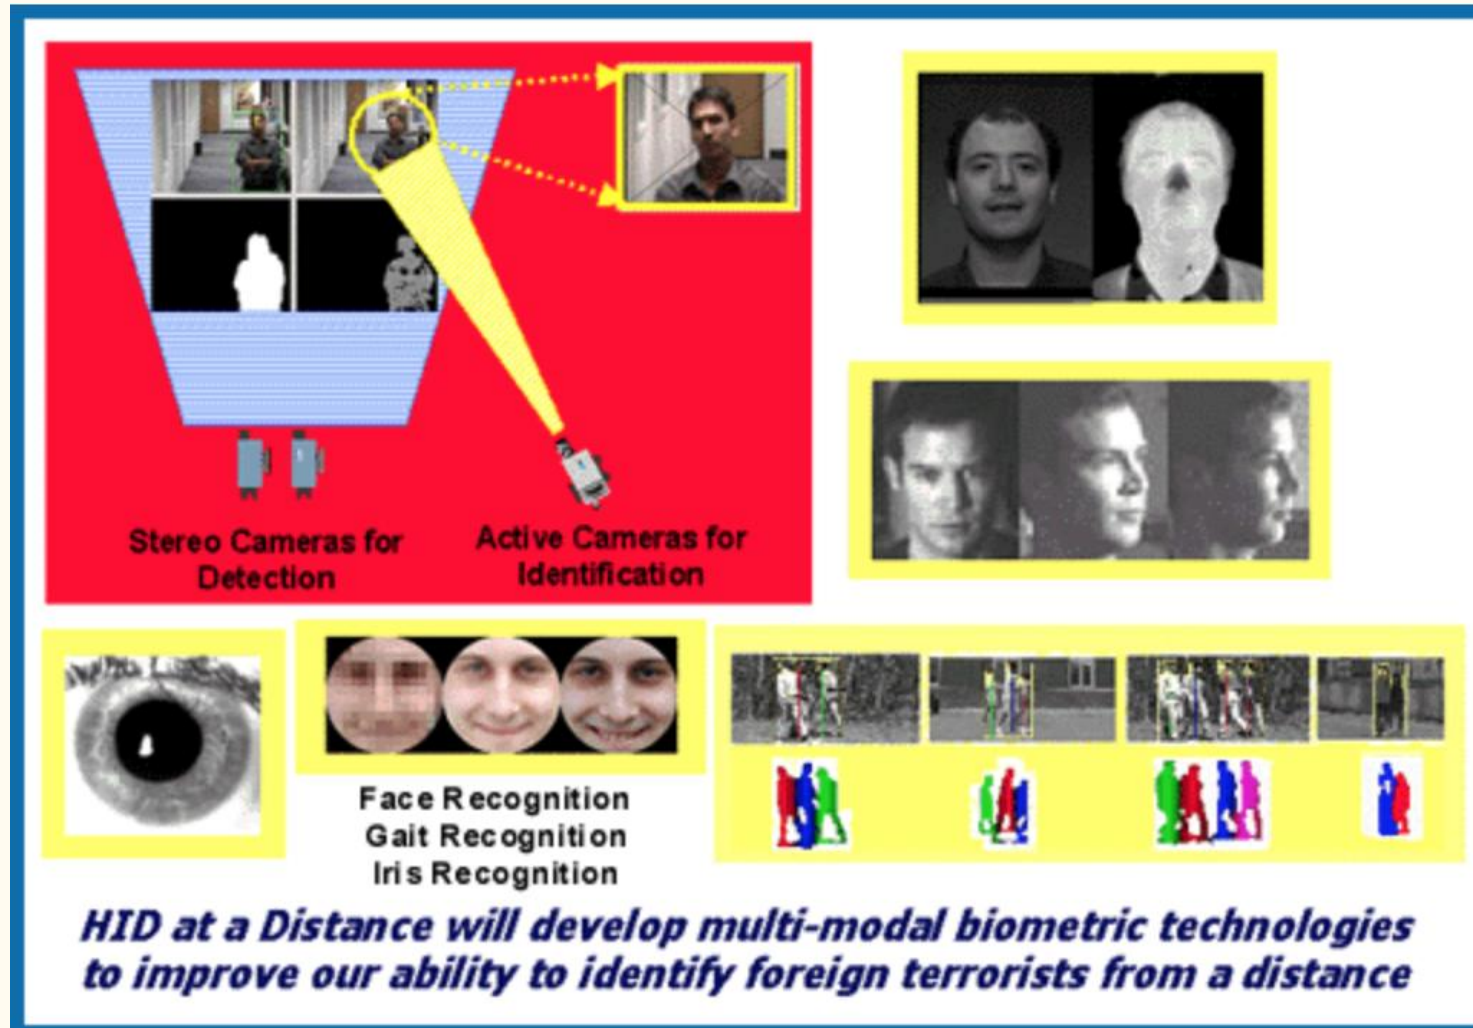 Stereo Cameras for
Detection
Active Cameras for
Identification
Face Recognition
Gait Recognition
Iris Recognition
HID at a Distance will develop multi-modal biometric technologies
to improve our ability to identify foreign terrorists from a distance